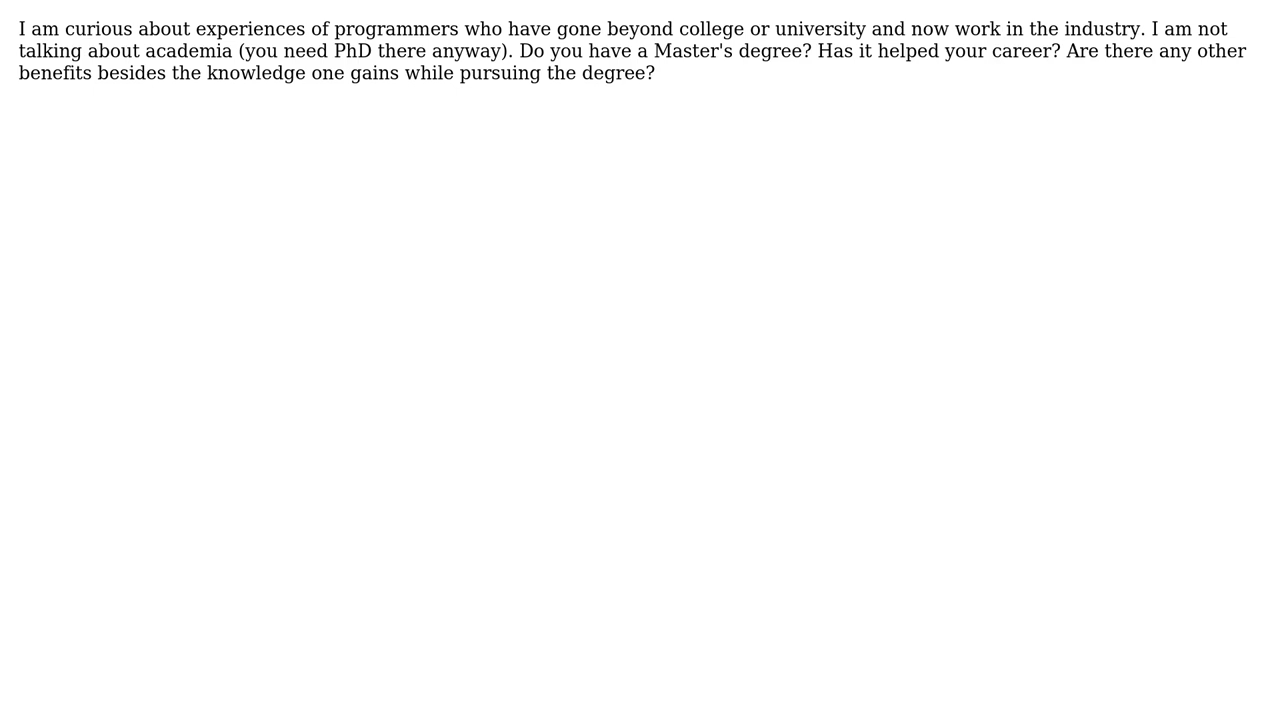 I am curious about experiences of programmers who have gone beyond college or university and now work in the industry. I am not
talking about academia (you need PhD there anyway). Do you have a Master's degree? Has it helped your career? Are there any other
benefits besides the knowledge one gains while pursuing the degree?